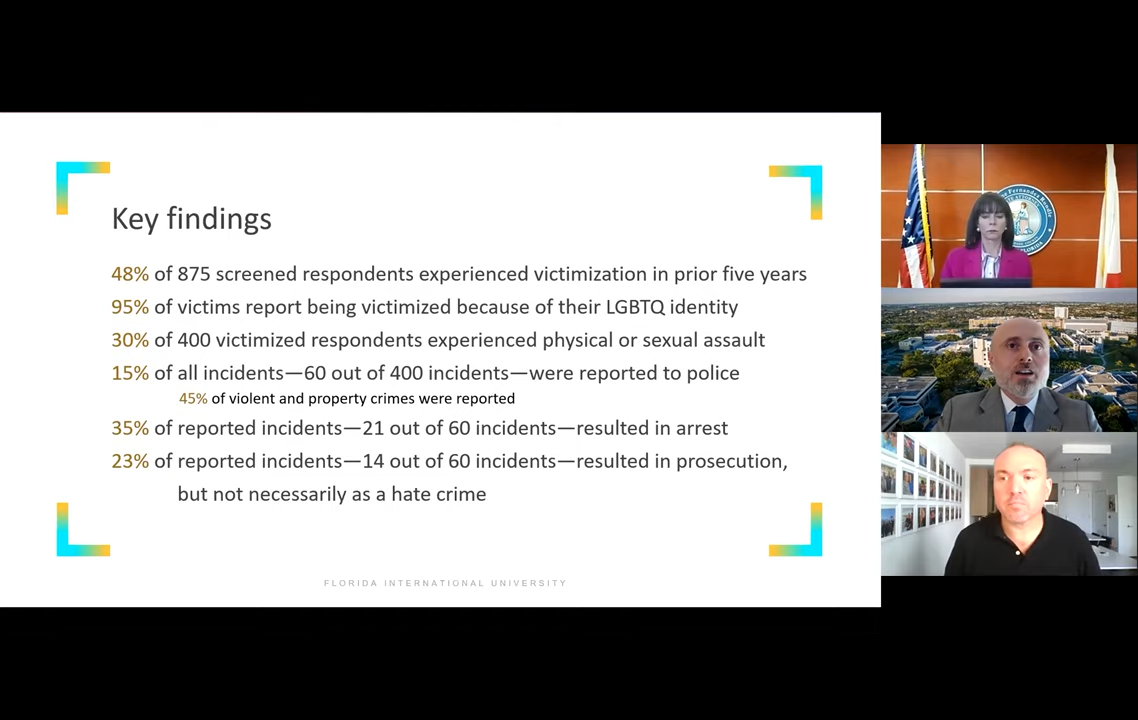 Key findings
48% of 875 screened respondents experienced victimization in prior five years
95% of victims report being victimized because of their LGBTQ identity
30% of 400 victimized respondents experienced physical or sexual assault
15% of all incidents—60 out of 400 incidents—were reported to police
45% of violent and property crimes were reported
35% of reported incidents—21 out of 60 incidents—resulted in arrest
23% of reported incidents—14 out of 60 incidents—resulted in prosecution,
but not necessarily as a hate crime
FLORIDA INTERNATIONAL UNIVERSITY
Fernandez Rundle